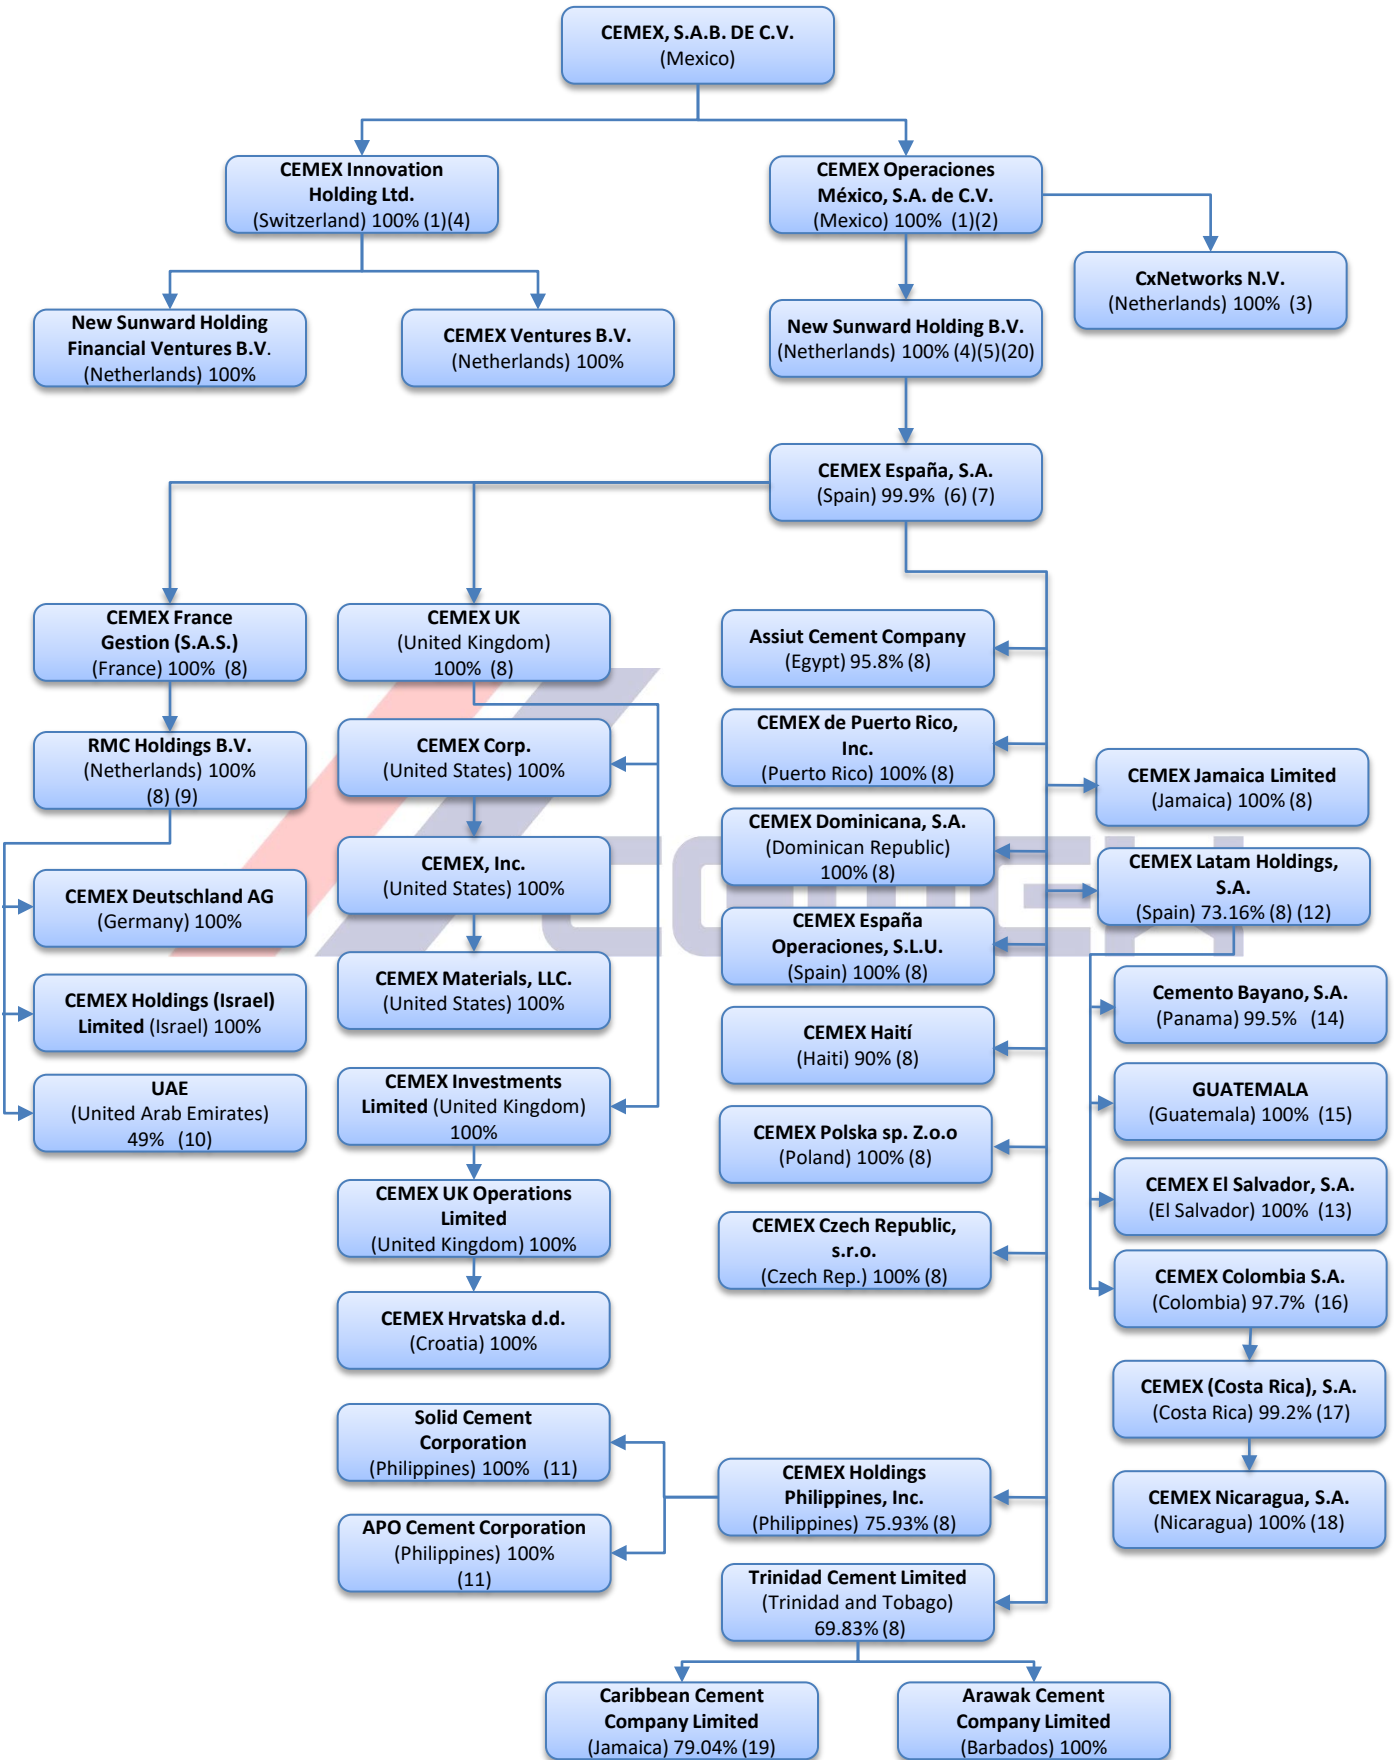 CEMEX, S.A.B. DE C.V.
(Mexico)
CEMEX Innovation
Holding Ltd.
(Switzerland) 100% (1)(4)
CEMEX Operaciones
México, S.A. de C.V.
(Mexico) 100% (1)(2)
CxNetworks N.V.
(Netherlands) 100% (3)
New Sunward Holding
Financial Ventures B.V.
(Netherlands) 100%
CEMEX Ventures B.V.
(Netherlands) 100%
New Sunward Holding B.V.
(Netherlands) 100% (4)(5)(20)
CEMEX España, S.A.
(Spain) 99.9% (6) (7)
CEMEX France
Gestion (S.A.S.)
(France) 100% (8)
CEMEX UK
(United Kingdom)
100% (8)
RMC Holdings B.V.
(Netherlands) 100%
(8) (9)
CEMEX Corp.
(United States) 100%
CEMEX, Inc.
(United States) 100%
CEMEX Deutschland AG
(Germany) 100%
CEMEX Materials, LLC.
(United States) 100%
CEMEX Holdings (Israel)
Limited (Israel) 100%
UAE
(United Arab Emirates)
49% (10)
CEMEX Investments
Limited (United Kingdom)
100%
CEMEX UK Operations
Limited
(United Kingdom) 100%
CEMEX Hrvatska d.d.
(Croatia) 100%
Assiut Cement Company
(Egypt) 95.8% (8)
CEMEX de Puerto Rico,
Inc.
(Puerto Rico) 100% (8)
CEMEX Dominicana, S.A.
(Dominican Republic)
100% (8)
CEMEX España
Operaciones, S.L.U.
(Spain) 100% (8)
CEMEX Haití
(Haiti) 90% (8)
CEMEX Polska sp. Z.o.o
(Poland) 100% (8)
CEMEX Czech Republic,
s.r.o.
(Czech Rep.) 100% (8)
CEMEX Jamaica Limited
(Jamaica) 100% (8)
CEMEX Latam Holdings,
S.A.
(Spain) 73.16% (8) (12)
Cemento Bayano, S.A.
(Panama) 99.5% (14)
GUATEMALA
(Guatemala) 100% (15)
CEMEX El Salvador, S.A.
(El Salvador) 100% (13)
CEMEX Colombia S.A.
(Colombia) 97.7% (16)
CEMEX (Costa Rica), S.A.
(Costa Rica) 99.2% (17)
CEMEX Nicaragua, S.A.
(Nicaragua) 100% (18)
Solid Cement
Corporation
(Philippines) 100% (11)
APO Cement Corporation
(Philippines) 100%
(11)
CEMEX Holdings
Philippines, Inc.
(Philippines) 75.93% (8)
Trinidad Cement Limited
(Trinidad and Tobago)
69.83% (8)
Caribbean Cement
Company Limited
(Jamaica) 79.04% (19)
Arawak Cement
Company Limited
(Barbados) 100%
CEMEX